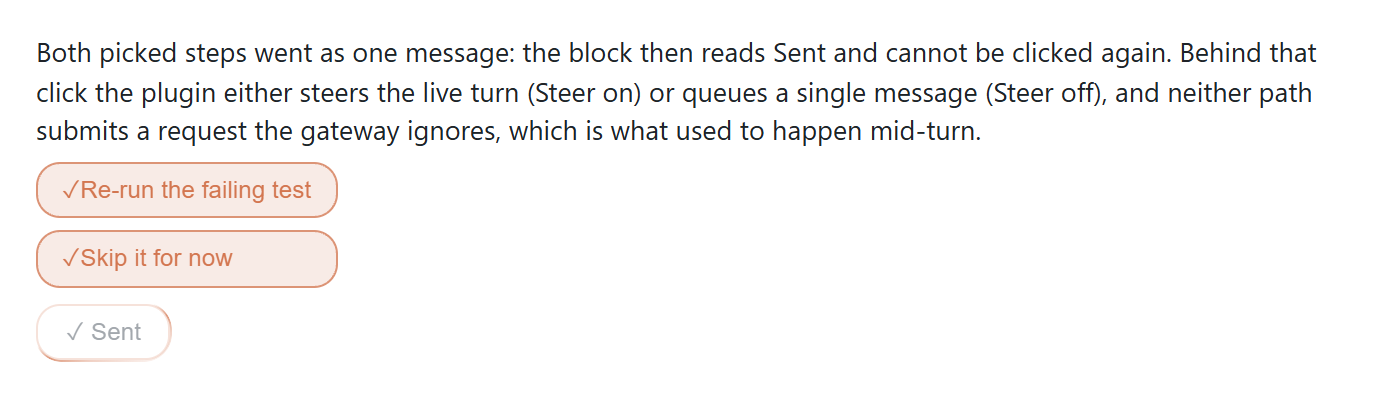 Both picked steps went as one message: the block then reads Sent and cannot be clicked again. Behind that
click the plugin either steers the live turn (Steer on) or queues a single message (Steer off), and neither path
submits a request the gateway ignores, which is what used to happen mid-turn.
✓Re-run the failing test
✓Skip it for now
✓ Sent